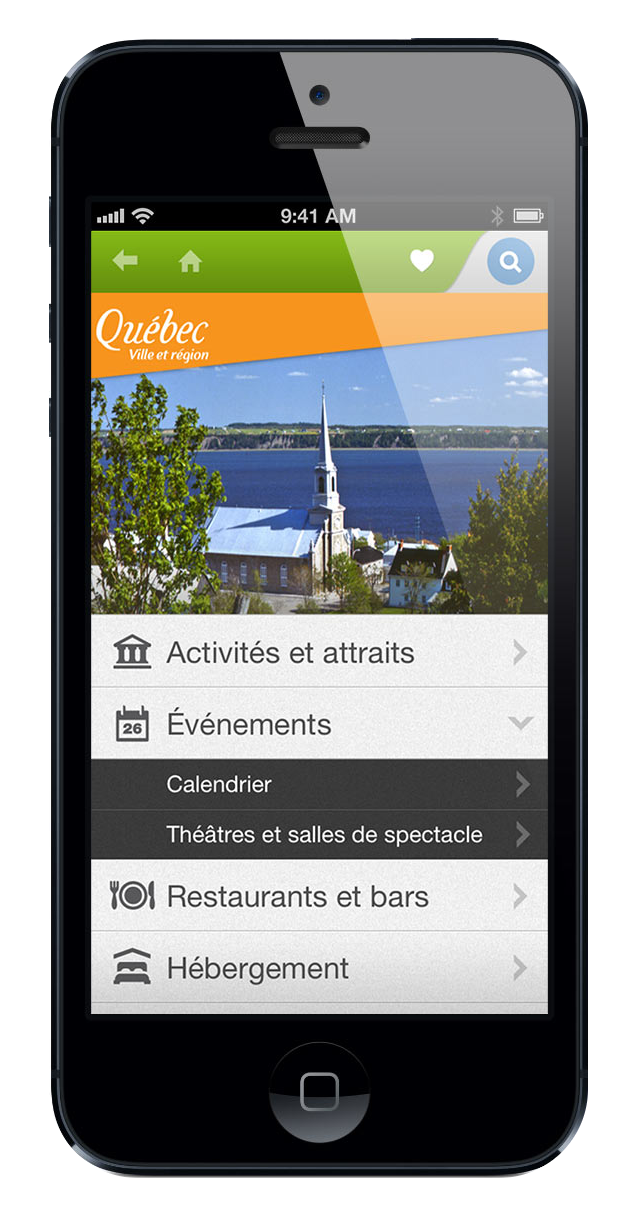 9:41 AM
Québec
Ville et région
Activités et attraits
26
Événements
Calendrier
Théâtres et salles de spectacle
Restaurants et bars
Hébergement